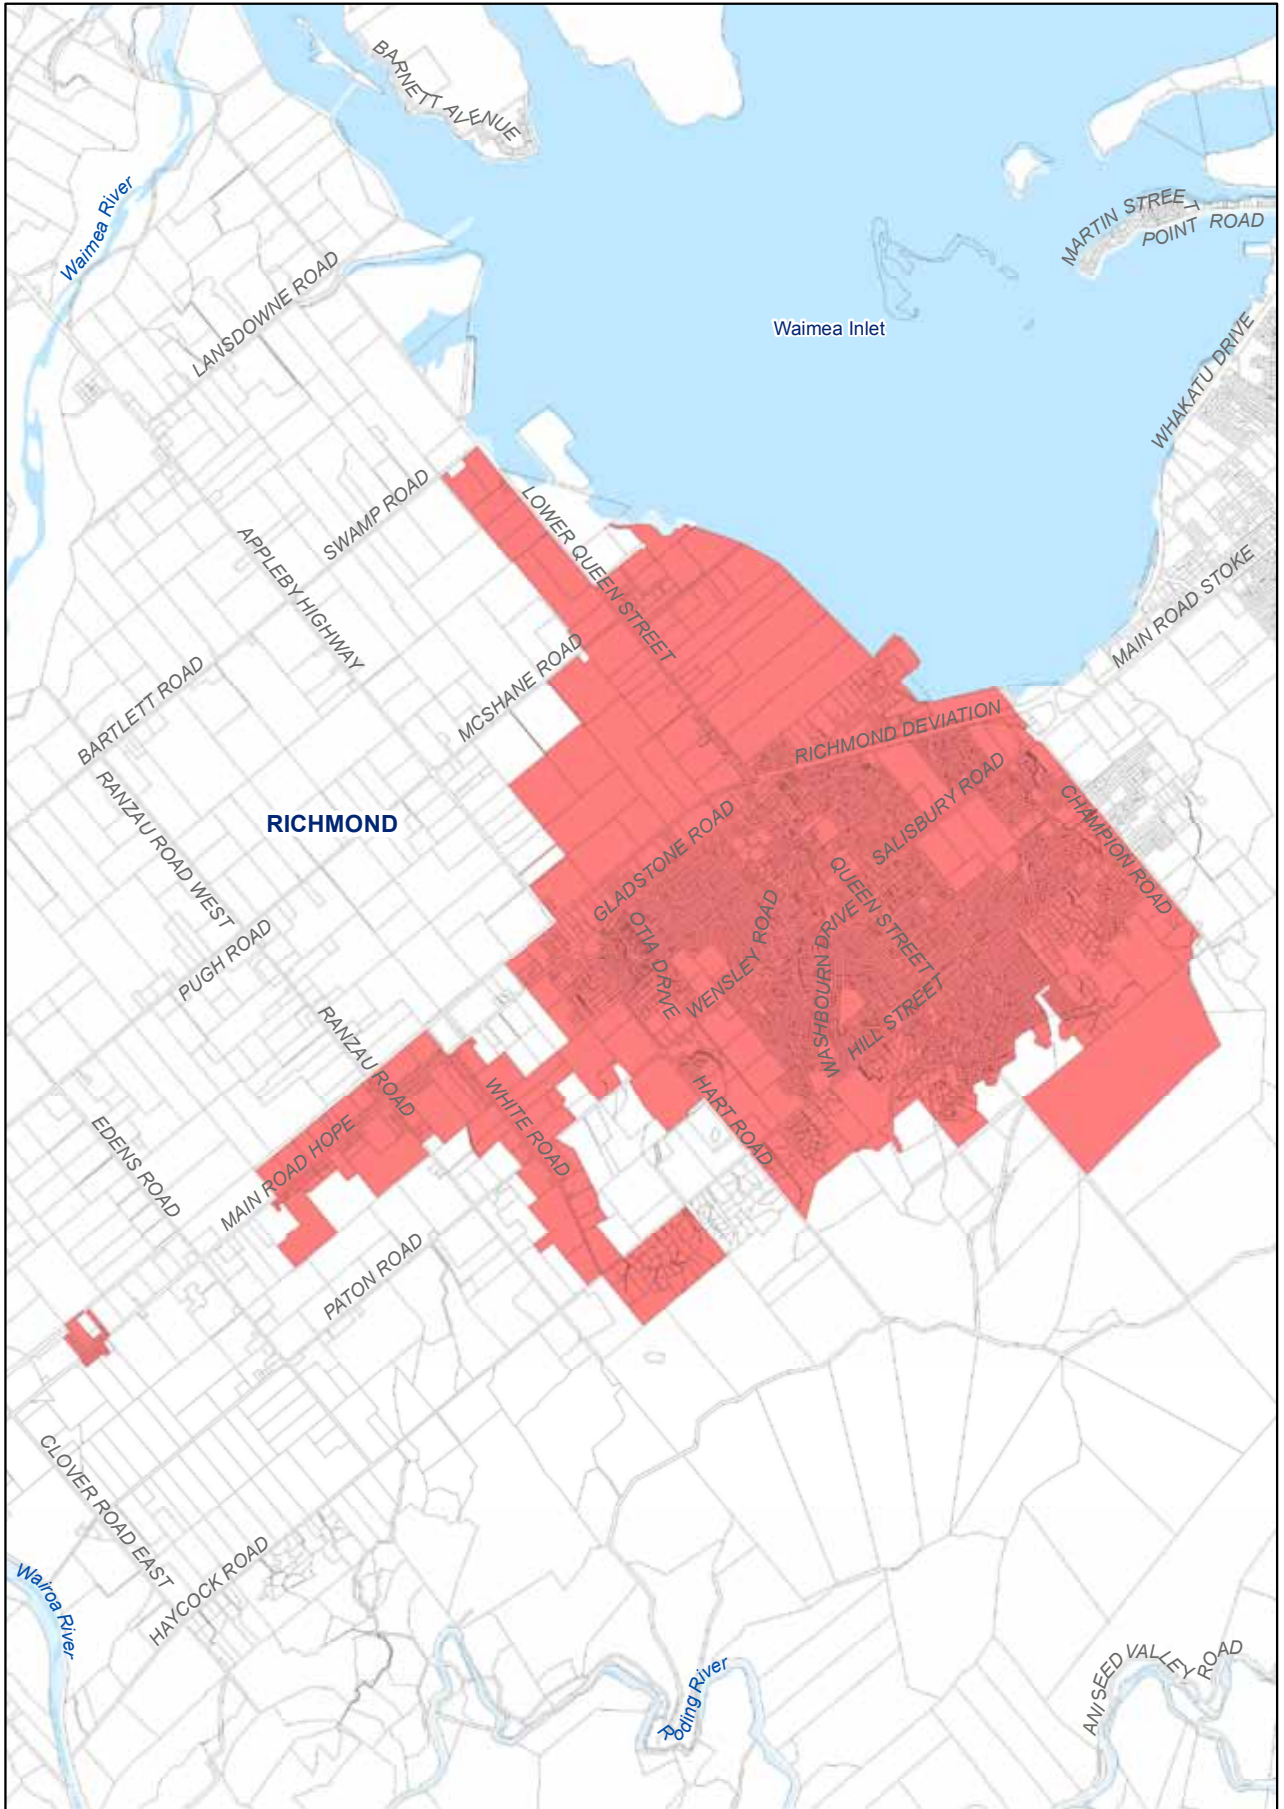 BARNETT AVENUE
Waimea River
MARTIN STREET
POINT ROAD
LANSDOWNE ROAD
Waimea Inlet
WHAKATU DRIVE
SWAMP ROAD
LOWER QUEEN STREET
APPLEBY HIGHWAY
MAIN ROAD STOKE
BARTLETT ROAD
MCSHANE ROAD
RICHMOND DEVIATION
RANZAU ROAD WEST
RICHMOND
SALISBURY ROAD
CHAMPION ROAD
GLADSTONE ROAD
QUEEN STREET
OTIA DRIVE
WENSLEY ROAD
WASHBOURN DRIVE
PUGH ROAD
HILL STREET
RANZAU ROAD
WHITE ROAD
HART ROAD
EDENS ROAD
MAIN ROAD HOPE
PATON ROAD
CLOVER ROAD EAST
HAYCOCK ROAD
Wairoa River
Roding River
ANISEED VALLEY ROAD